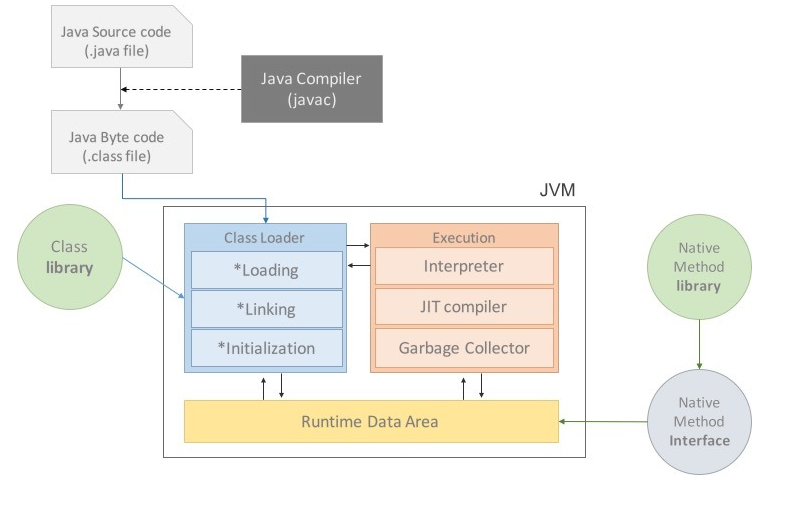 Java Source code
(.java file)
Java Compiler
(javac)
Java Byte code
(.class file)
JVM
Class
library
Class Loader
*Loading
*Linking
*Initialization
Execution
Interpreter
JIT compiler
Garbage Collector
Runtime Data Area
Native
Method
library
Native
Method
Interface